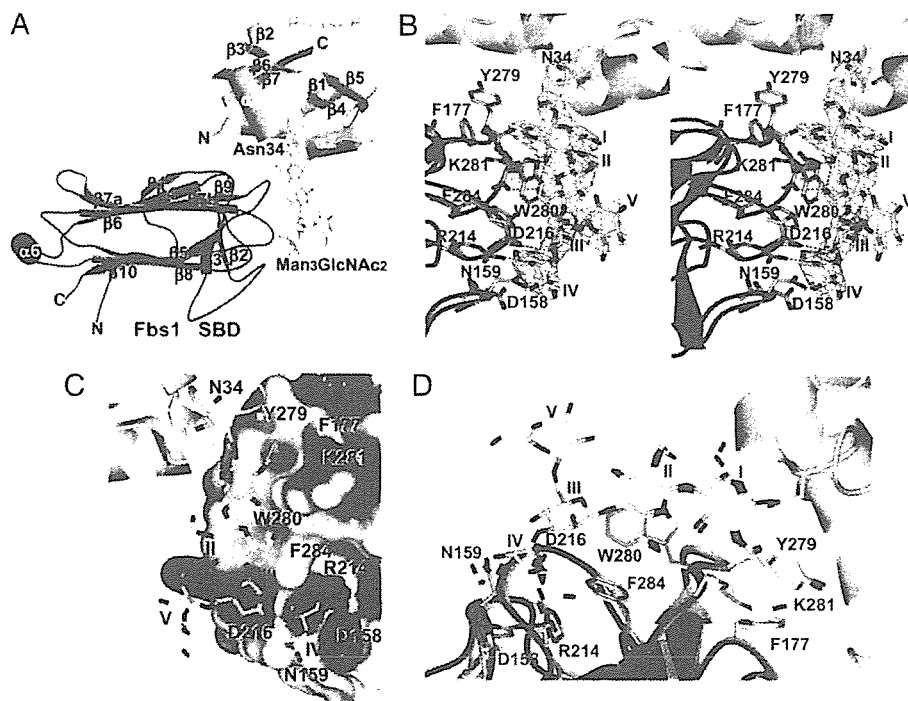 A
β2
β3
C
β6
β7
β1
β5
β4
N
Asn34
β7a
β9
β6
α6
β5
β2
β10
β8
Man3GlcNAc2
C
N
Fbs1 SBD
B
N34
Y279
F177
I
K281
II
F284
V
W280
R214
D216
III
N159
IV
D158
N34
Y279
F177
I
K281
II
F284
V
W280
R214
D216
III
N159
IV
D158
C
N34
Y279
F177
K281
W280
II
F284
R214
V
D216
IV
D158
N159
D
V
II
I
III
IV
D216
N159
W280
Y279
F284
K281
R214
F177